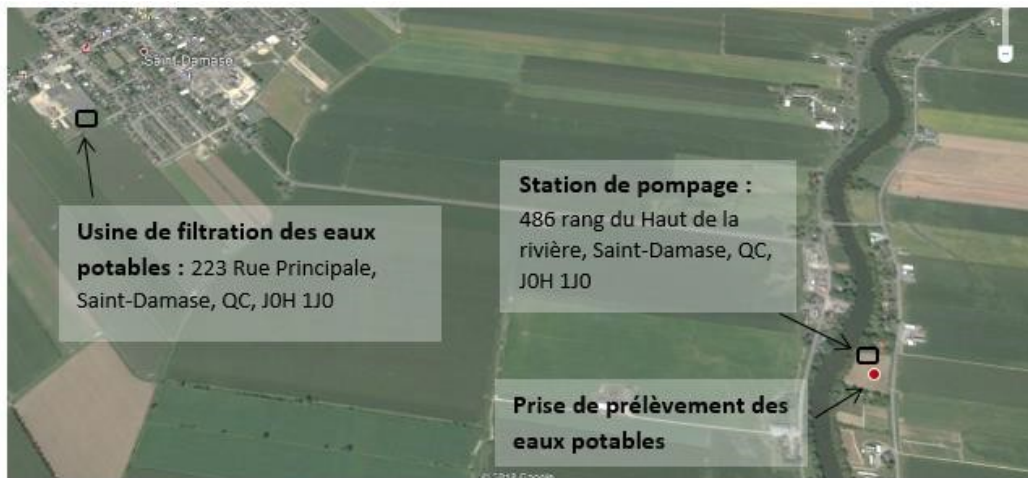 Saint-Damase
Usine de filtration des eaux
potables : 223 Rue Principale,
Saint-Damase, QC, J0H 1J0
Station de pompage :
486 rang du Haut de la
rivière, Saint-Damase, QC,
J0H 1J0
Prise de prélèvement des
eaux potables